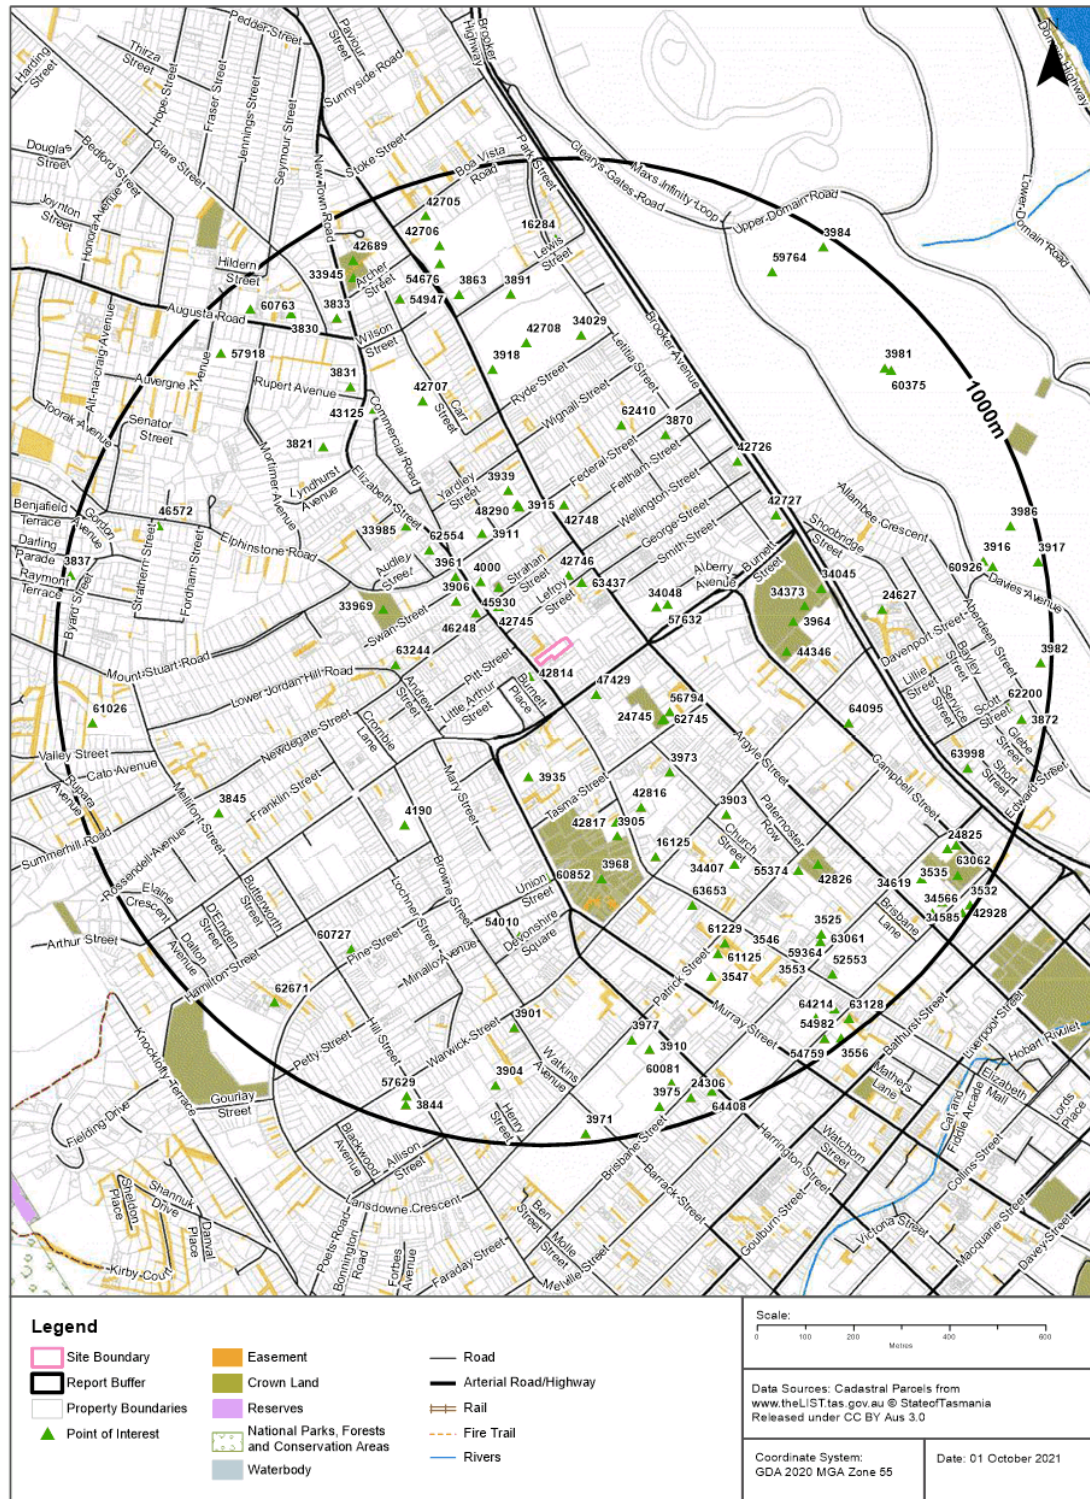 Pedder-Street
Thirza
Street
Harding
Street
Hope-Street
Fraser-Street
Jennings-Street
Seymour-Street
Paviour
Street
Sunnyside-Road
Brooker
Highway
N
Domain-Highway
Douglas
Street
Bedford-Street
Clare-Street
Stoke-Street
New-Town-Road
Boa Vista
Road
Park-Street
Clearys-Gates-Road
Maxs-Infinity-Loop
Upper-Domain-Road
Lower-Domain-Road
Joynton
Street
Honora-Avenue
42705
16284
3984
42706
Lewis
Street
42689
59764
Hildern
Street
33945
Archer
Street
54676
3863
3891
Augusta Road
60763
3833
54947
3830
Wilson
Street
42708
34029
Brooker-Avenue
Letitia-Street
57918
3918
3981
60375
1000m
Alt-na-craig-Avenue
Auvergne-Avenue
Rupert-Avenue
3831
42707
Carr
Street
Ryde-Street
Toorak-Avenue
43125
Commercial-Road
Wignall-Street
62410
3870
Senator
Street
3821
Mortimer-Avenue
Lyndhurst
Avenue
Elizabeth-Street
Federal-Street
Feltham-Street
42726
Yardley
Street
3939
Wellington-Street
Allambee-Crescent
Benjafield
Terrace
Gordon
Avenue
46572
48290
3915
42748
42727
Shoobridge
Street
3986
Darling
Parade
Elphinstone-Road
33985
62554
3911
George-Street
Smith-Street
3837
Raymont
Terrace
Strathern-Street
Fordham-Street
Audley
Street
3961
4000
Strahan
Street
42746
Burnett
Street
3916
3917
60926
Davies-Avenue
Byard-Street
3906
Lefroy
Street
63437
Alberry
Avenue
34045
33969
45930
34048
34373
24627
Swan-Street
46248
42745
57632
3964
Aberdeen-Street
Mount-Stuart-Road
63244
Pitt-Street
44346
Davenport-Street
Bayley
Street
3982
Lower-Jordan-Hill-Road
42814
Lillie
Street
61026
Andrew
Street
Little-Arthur
Street
Burnett
Place
47429
56794
Service
Street
Scott
Street
62200
Newdegate-Street
Cromble
Lane
24745
62745
64095
3872
Valley-Street
Cato-Avenue
Argyle-Street
Glebe
Street
Rupara
Avenue
Mellifont-Street
Mary-Street
3935
3973
Campbell-Street
63998
Short
Street
Edward-Street
3845
Franklin-Street
Tasma-Street
Summerhill-Road
4190
42816
3903
Paternoster
Row
42817
3905
Church
Street
24825
Rossendell-Avenue
Lochner-Street
Browne-Street
3968
16125
34407
55374
63062
Butterworth
Street
Union
Street
60852
42826
34619
3535
Elaine
Crescent
D'Emden
Street
Dalton
Avenue
63653
34566
3532
Arthur Street
54010
Devonshire
Square
3525
Brisbane
Lane
34585
42928
60727
Pine-Street
61229
3546
63061
Minallo-Avenue
59364
Hamilton-Street
61125
3553
52553
Patrick-Street
3547
62671
Murray-Street
64214
63128
Bathurst-Street
Liverpool-Street
Hobart-Rivulet
3901
3977
54982
Knocklofty-Terrace
Petty-Street
Hill-Street
Warwick-Street
Watkins
Avenue
3910
54759
3556
Elizabeth
Mall
Mathers
Lane
57629
3904
60081
24306
Gourlay
Street
3844
3975
64408
Lords
Place
Fielding-Drive
Henry
Street
3971
Cat and
Fiddle Arcade
Blackwood
Avenue
Allison
Street
Brisbane-Street
Harrington-Street
Watchorn
Street
Collins-Street
Sheldon
Place
Shannuk
Drive
Barrack-Street
Danval
Place
Lansdowne-Crescent
Ben
Street
Victoria-Street
Macquarie-Street
Poets-Road
Bonnington
Road
Forbes
Avenue
Molle
Street
Goulburn-Street
Davey-Street
Kirby-Court
Faraday-Street
Melville-Street
Legend
Site Boundary
Report Buffer
Property Boundaries
Point of Interest
Easement
Crown Land
Reserves
National Parks, Forests
and Conservation Areas
Waterbody
Road
Arterial Road/Highway
Rail
Fire Trail
Rivers
Scale:
0 100 200 400 600
Metres
Data Sources: Cadastral Parcels from
www.theLIST.tas.gov.au © StateofTasmania
Released under CC BY Aus 3.0
Coordinate System:
GDA 2020 MGA Zone 55
Date: 01 October 2021